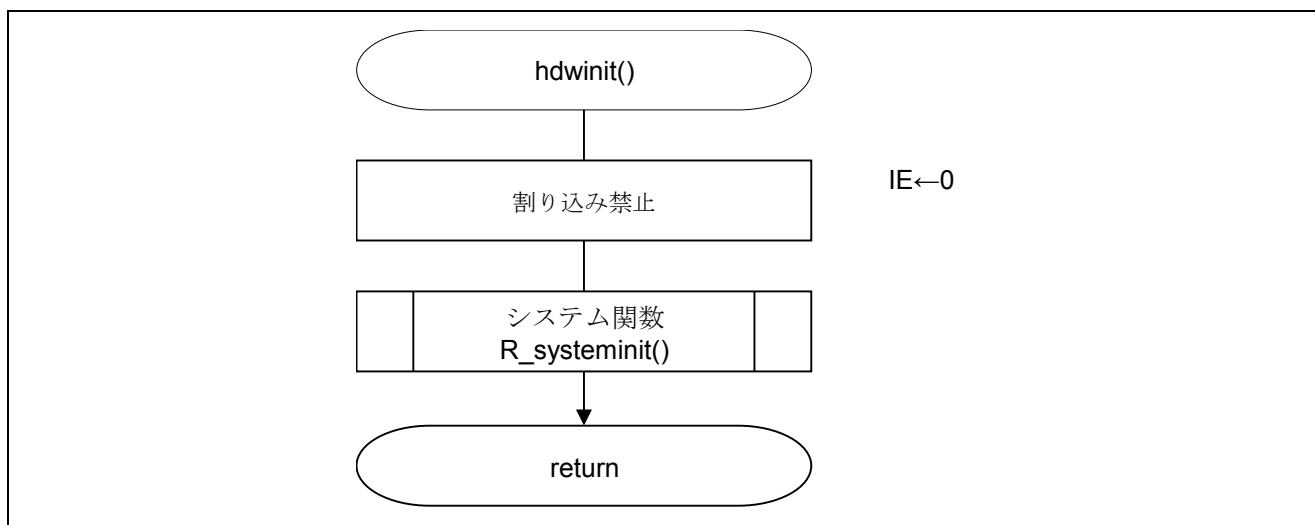 hdwinit()
割り込み禁止
IE←0
システム関数
R_systeminit()
return